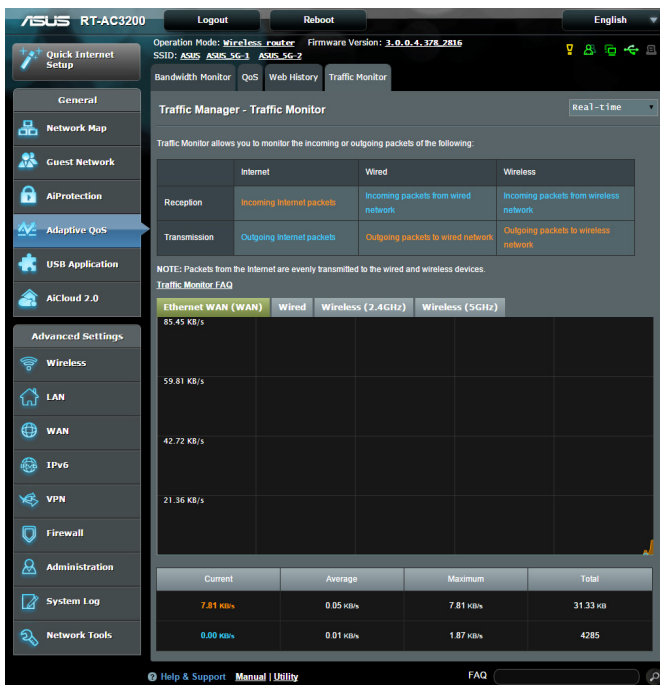 ASUS RT-AC3200 Logout Reboot English
Quick Internet Setup
Operation Mode: Wireless router Firmware Version: 3.0.0.4.378_2816
SSID: ASUS ASUS_5G-1 ASUS_5G-2
Bandwidth Monitor QoS Web History Traffic Monitor
General
Network Map
Guest Network
AiProtection
Adaptive QoS
USB Application
AiCloud 2.0
Advanced Settings
Wireless
LAN
WAN
IPv6
VPN
Firewall
Administration
System Log
Network Tools
Traffic Manager - Traffic Monitor Real-time
Traffic Monitor allows you to monitor the incoming or outgoing packets of the following:
Internet Wired Wireless
Reception Incoming Internet packets Incoming packets from wired network Incoming packets from wireless network
Transmission Outgoing Internet packets Outgoing packets to wired network Outgoing packets to wireless network
NOTE: Packets from the Internet are evenly transmitted to the wired and wireless devices.
Traffic Monitor FAQ
Ethernet WAN (WAN) Wired Wireless (2.4GHz) Wireless (5GHz)
85.45 KB/s
59.81 KB/s
42.72 KB/s
21.36 KB/s
Current Average Maximum Total
7.81 KB/s 0.05 KB/s 7.81 KB/s 31.33 KB
0.00 KB/s 0.01 KB/s 1.87 KB/s 4285
Help & Support Manual | Utility FAQ